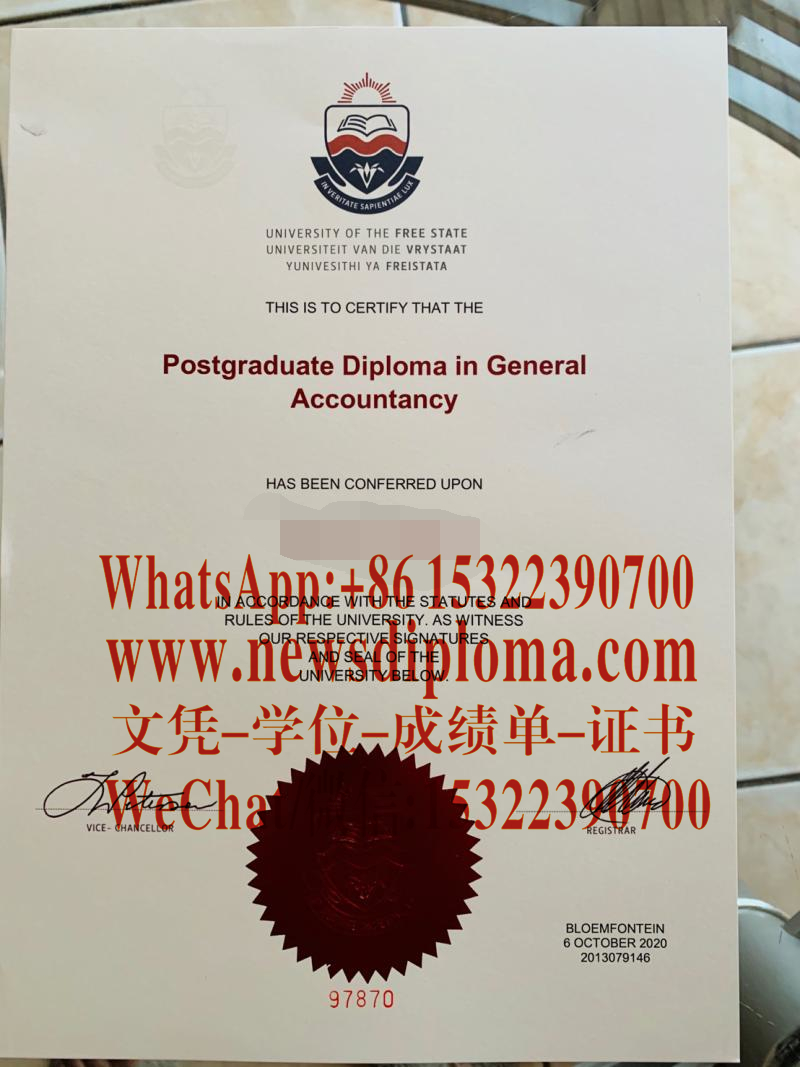 IN VERITATE SAPIENTIAE LUX
UNIVERSITY OF THE FREE STATE
UNIVERSITEIT VAN DIE VRYSTAAT
YUNIVESITHI YA FREISTATA
THIS IS TO CERTIFY THAT THE
Postgraduate Diploma in General
Accountancy
HAS BEEN CONFERRED UPON
WhatsApp:+86 15322390700
IN ACCORDANCE WITH THE STATUTES AND
RULES OF THE UNIVERSITY. AS WITNESS
OUR RESPECTIVE SIGNATURES
www.newsdiploma.com
AND SEAL OF THE
UNIVERSITY BELOW.
文凭–学位–成绩单–证书
WeChat 15322390700
VICE- CHANCELLOR
REGISTRAR
BLOEMFONTEIN
6 OCTOBER 2020
2013079146
97870